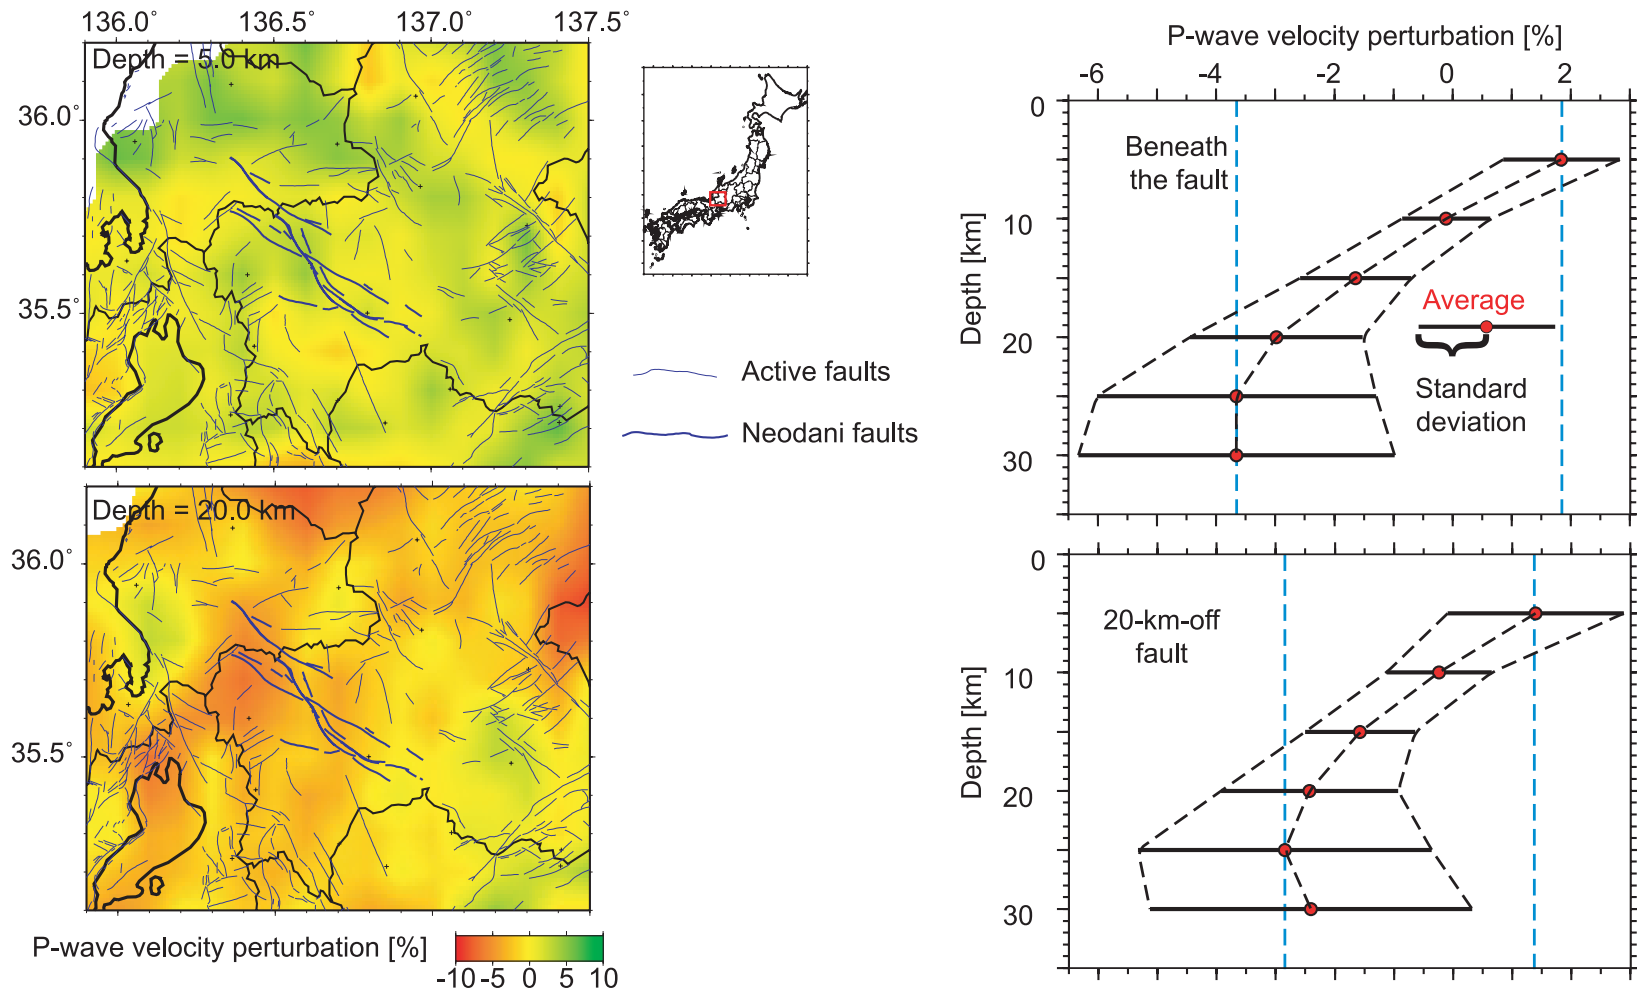 136.0° 136.5° 137.0° 137.5°
Depth = 5.0 km
36.0°
35.5°
Depth = 20.0 km
36.0°
35.5°
P-wave velocity perturbation [%]
-10 -5 0 5 10
Active faults
Neodani faults
P-wave velocity perturbation [%]
-6 -4 -2 0 2
0
10
20
30
Depth [km]
Beneath
the fault
Average
Standard
deviation
0
10
20
30
Depth [km]
20-km-off
fault